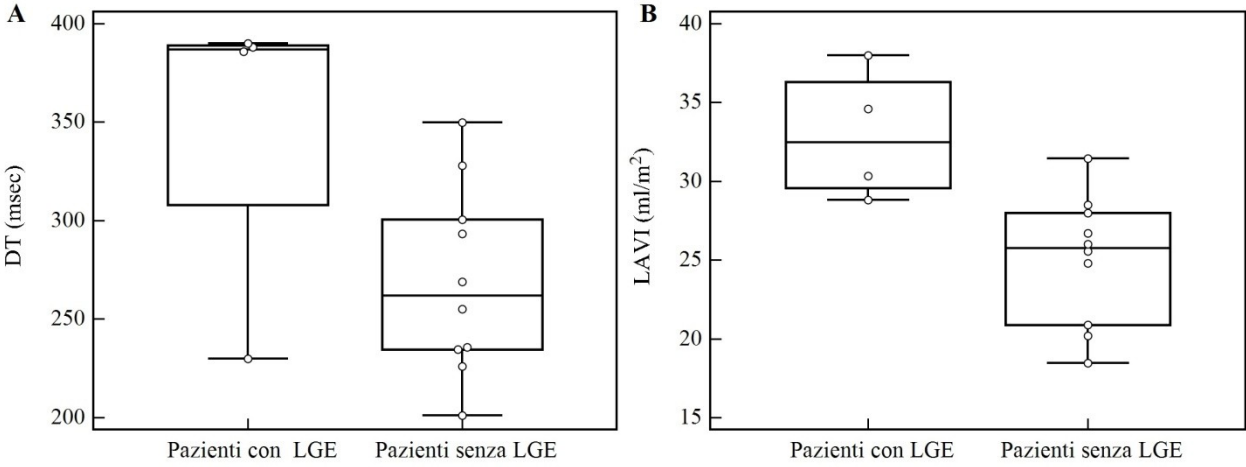 A
400
350
300
250
200
DT (msec)
Pazienti con LGE
Pazienti senza LGE
B
40
35
30
25
20
15
LAVI (ml/m²)
Pazienti con LGE
Pazienti senza LGE